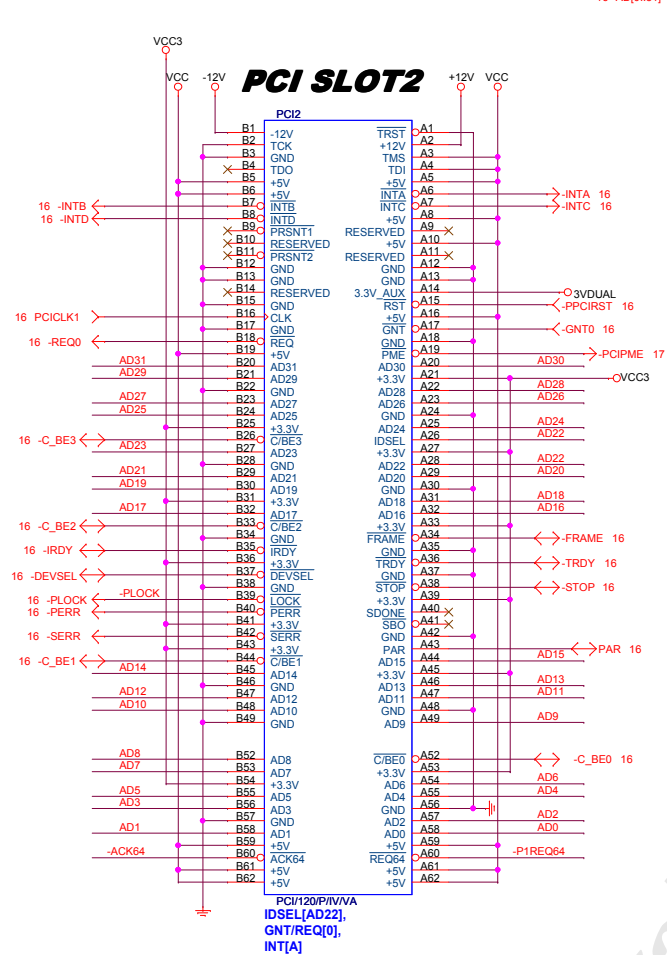 VCC3
VCC -12V PCI SLOT2 +12V VCC
PCI2
B1 -12V TRST A1
B2 TCK +12V A2
B3 GND TMS A3
B4 TDO TDI A4
B5 +5V +5V A5
B6 +5V INTA A6 -INTA 16
16 -INTB B7 INTB INTC A7 -INTC 16
16 -INTD B8 INTD +5V A8
B9 PRSNT1 RESERVED A9
B10 RESERVED +5V A10
B11 PRSNT2 RESERVED A11
B12 GND GND A12
B13 GND GND A13
B14 RESERVED 3.3V_AUX A14 3VDUAL
B15 GND RST A15 -PPCIRST 16
16 PCICLK1 B16 CLK +5V A16
B17 GND GNT A17 -GNT0 16
16 -REQ0 B18 REQ GND A18
B19 +5V PME A19 -PCIPME 17
AD31 B20 AD31 AD30 A20 AD30
AD29 B21 AD29 +3.3V A21 VCC3
B22 GND AD28 A22 AD28
AD27 B23 AD27 AD26 A23 AD26
AD25 B24 AD25 GND A24
B25 +3.3V AD24 A25 AD24
16 -C_BE3 B26 C/BE3 IDSEL A26 AD22
AD23 B27 AD23 +3.3V A27
B28 GND AD22 A28 AD22
AD21 B29 AD21 AD20 A29 AD20
AD19 B30 AD19 GND A30
B31 +3.3V AD18 A31 AD18
AD17 B32 AD17 AD16 A32 AD16
16 -C_BE2 B33 C/BE2 +3.3V A33
B34 GND FRAME A34 -FRAME 16
16 -IRDY B35 IRDY GND A35
B36 +3.3V TRDY A36 -TRDY 16
16 -DEVSEL B37 DEVSEL GND A37
B38 GND STOP A38 -STOP 16
16 -PLOCK -PLOCK B39 LOCK +3.3V A39
16 -PERR B40 PERR SDONE A40
B41 +3.3V SBO A41
16 -SERR B42 SERR GND A42
B43 +3.3V PAR A43 PAR 16
16 -C_BE1 B44 C/BE1 AD15 A44 AD15
AD14 B45 AD14 +3.3V A45
B46 GND AD13 A46 AD13
AD12 B47 AD12 AD11 A47 AD11
AD10 B48 AD10 GND A48
B49 GND AD9 A49 AD9
AD8 B52 AD8 C/BE0 A52 -C_BE0 16
AD7 B53 AD7 +3.3V A53
B54 +3.3V AD6 A54 AD6
AD5 B55 AD5 AD4 A55 AD4
AD3 B56 AD3 GND A56
B57 GND AD2 A57 AD2
AD1 B58 AD1 AD0 A58 AD0
B59 +5V +5V A59
-ACK64 B60 ACK64 REQ64 A60 -P1REQ64
B61 +5V +5V A61
B62 +5V +5V A62
PCI/120/P/IV/VA
IDSEL[AD22],
GNT/REQ[0],
INT[A]